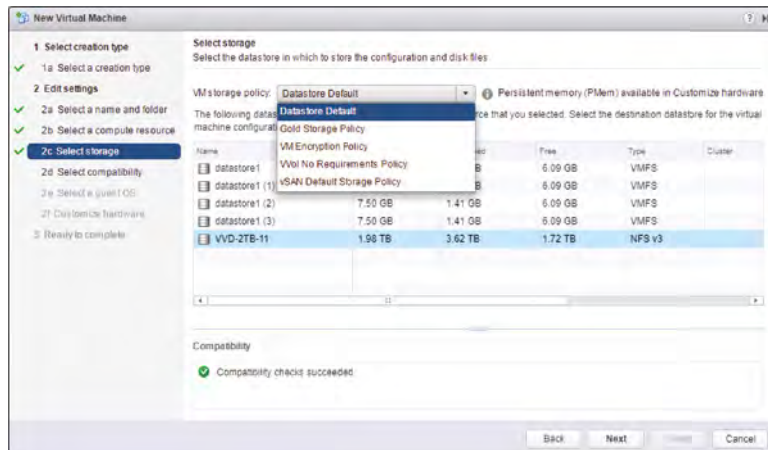 New Virtual Machine
1 Select creation type
1a Select a creation type
2 Edit settings
2a Select a name and folder
2b Select a compute resource
2c Select storage
2d Select compatibility
2e Select a guest OS
2f Customize hardware
3 Ready to complete
Select storage
Select the datastore in which to store the configuration and disk files
VM storage policy: Datastore Default
Persistent memory (PMem) available in Customize hardware
Datastore Default
Gold Storage Policy
VM Encryption Policy
VVol No Requirements Policy
vSAN Default Storage Policy
The following datas rce that you selected. Select the destination datastore for the virtual
machine configurati
Name Free Type Cluster
datastore1 B 6.09 GB VMFS
datastore1 (1) B 6.09 GB VMFS
datastore1 (2) 7.50 GB 1.41 GB 6.09 GB VMFS
datastore1 (3) 7.50 GB 1.41 GB 6.09 GB VMFS
VVD-2TB-11 1.98 TB 3.62 TB 1.72 TB NFS v3
Compatibility
Compatibility checks succeeded
Back Next Cancel